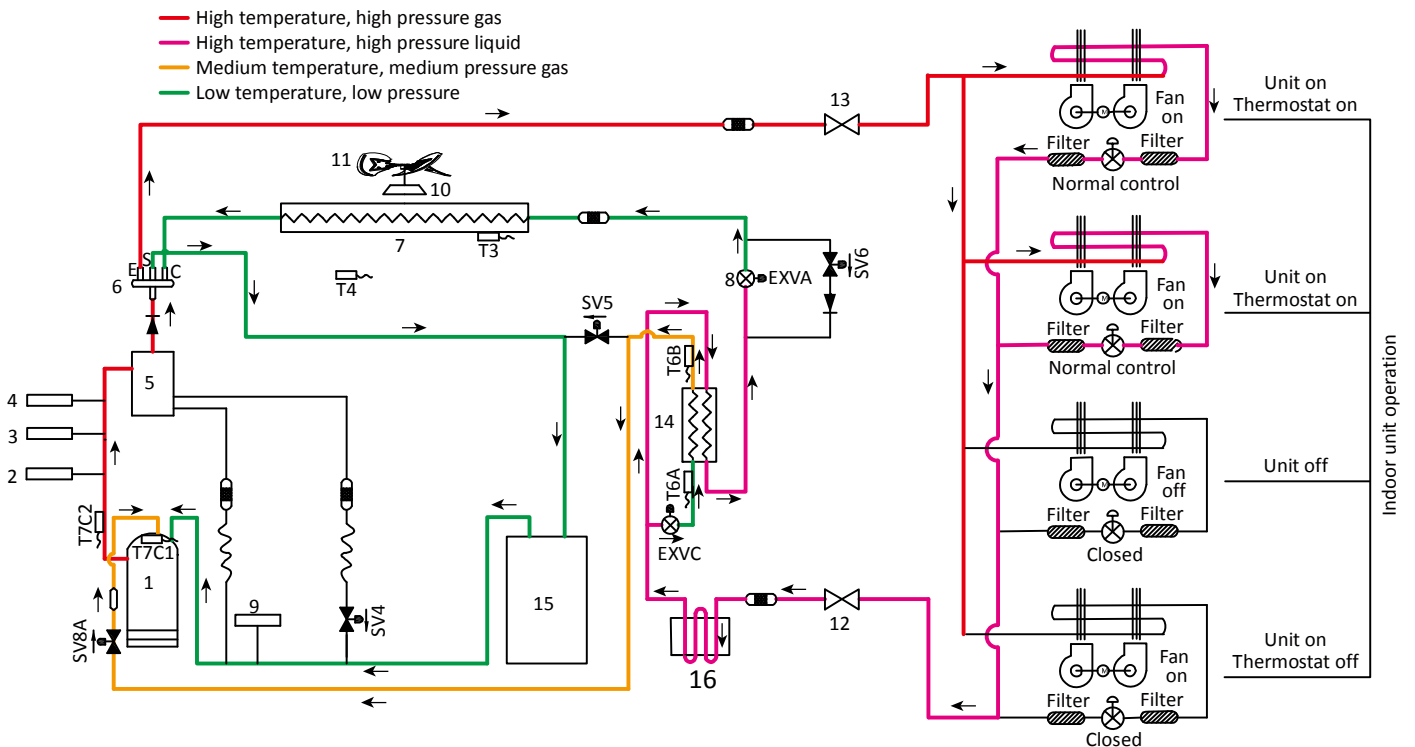 High temperature, high pressure gas
High temperature, high pressure liquid
Medium temperature, medium pressure gas
Low temperature, low pressure
13
11
10
7
T3
T4
E
S
C
6
8
EXVA
SV6
SV5
T6B
14
T6A
EXVC
5
4
3
2
T7C2
T7C1
1
SV8A
9
SV4
15
16
12
M
Fan
on
Filter
Filter
Normal control
Unit on
Thermostat on
M
Fan
on
Filter
Filter
Normal control
Unit on
Thermostat on
M
Fan
off
Filter
Filter
Closed
Unit off
M
Fan
on
Filter
Filter
Closed
Unit on
Thermostat off
Indoor unit operation